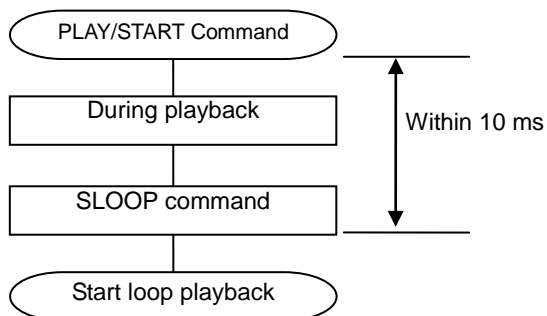 PLAY/START Command
During playback
Within 10 ms
SLOOP command
Start loop playback